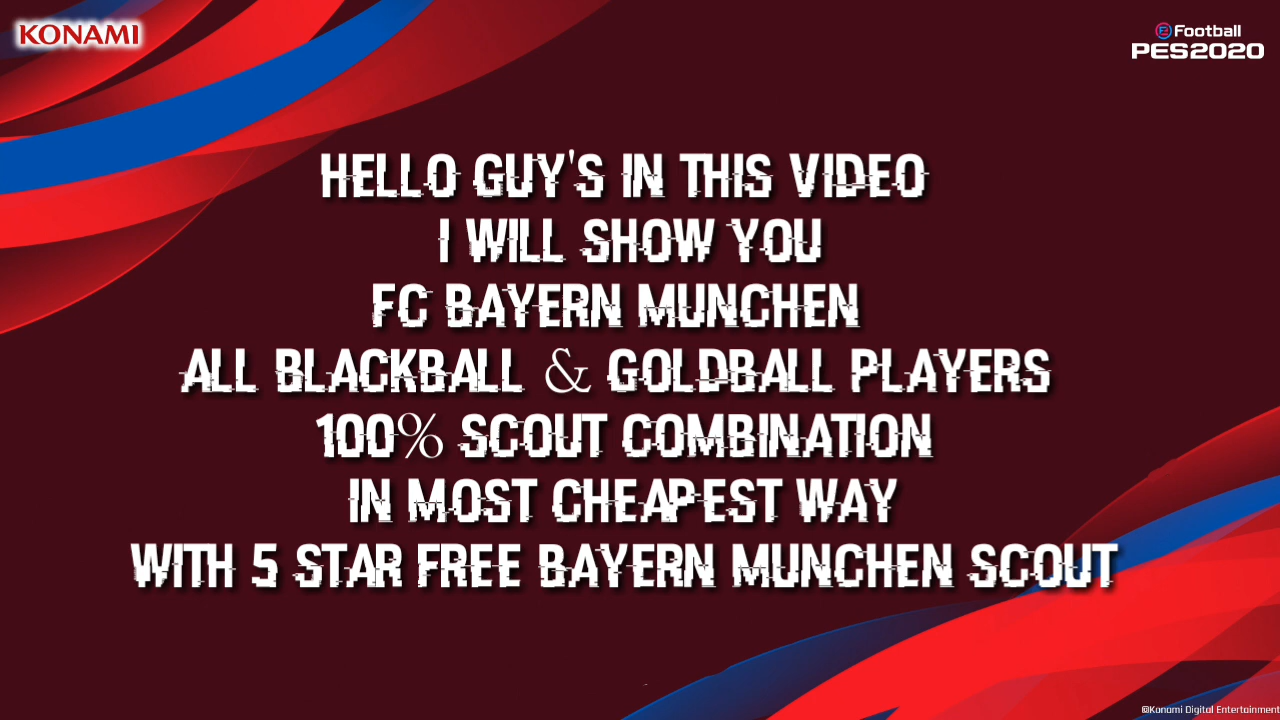 KONAMI
eFootball
PES2020
HELLO GUY'S IN THIS VIDEO
I WILL SHOW YOU
FC BAYERN MUNCHEN
ALL BLACKBALL & GOLDBALL PLAYERS
100% SCOUT COMBINATION
IN MOST CHEAPEST WAY
WITH 5 STAR FREE BAYERN MUNCHEN SCOUT
©Konami Digital Entertainment